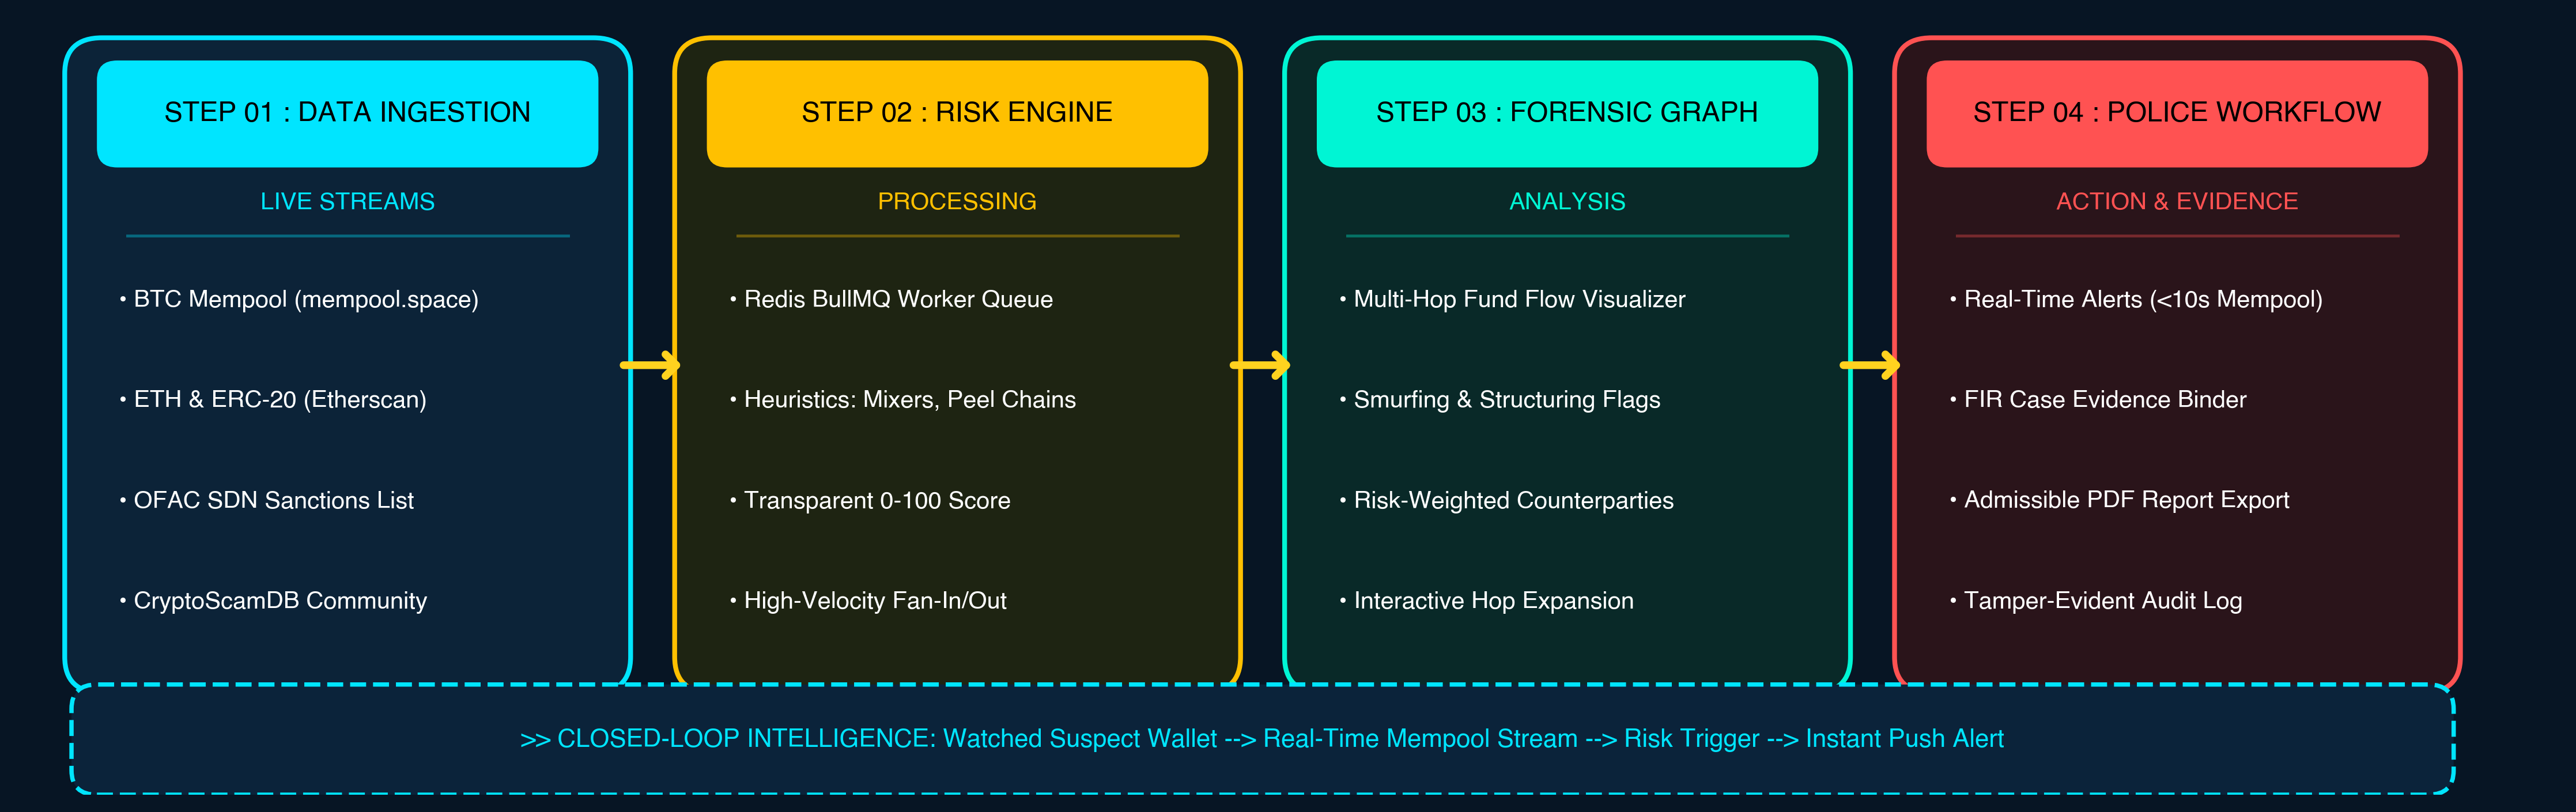 STEP 01 : DATA INGESTION
LIVE STREAMS
• BTC Mempool (mempool.space)
• ETH & ERC-20 (Etherscan)
• OFAC SDN Sanctions List
• CryptoScamDB Community
STEP 02 : RISK ENGINE
PROCESSING
• Redis BullMQ Worker Queue
• Heuristics: Mixers, Peel Chains
• Transparent 0-100 Score
• High-Velocity Fan-In/Out
STEP 03 : FORENSIC GRAPH
ANALYSIS
• Multi-Hop Fund Flow Visualizer
• Smurfing & Structuring Flags
• Risk-Weighted Counterparties
• Interactive Hop Expansion
STEP 04 : POLICE WORKFLOW
ACTION & EVIDENCE
• Real-Time Alerts (<10s Mempool)
• FIR Case Evidence Binder
• Admissible PDF Report Export
• Tamper-Evident Audit Log
>> CLOSED-LOOP INTELLIGENCE: Watched Suspect Wallet --> Real-Time Mempool Stream --> Risk Trigger --> Instant Push Alert